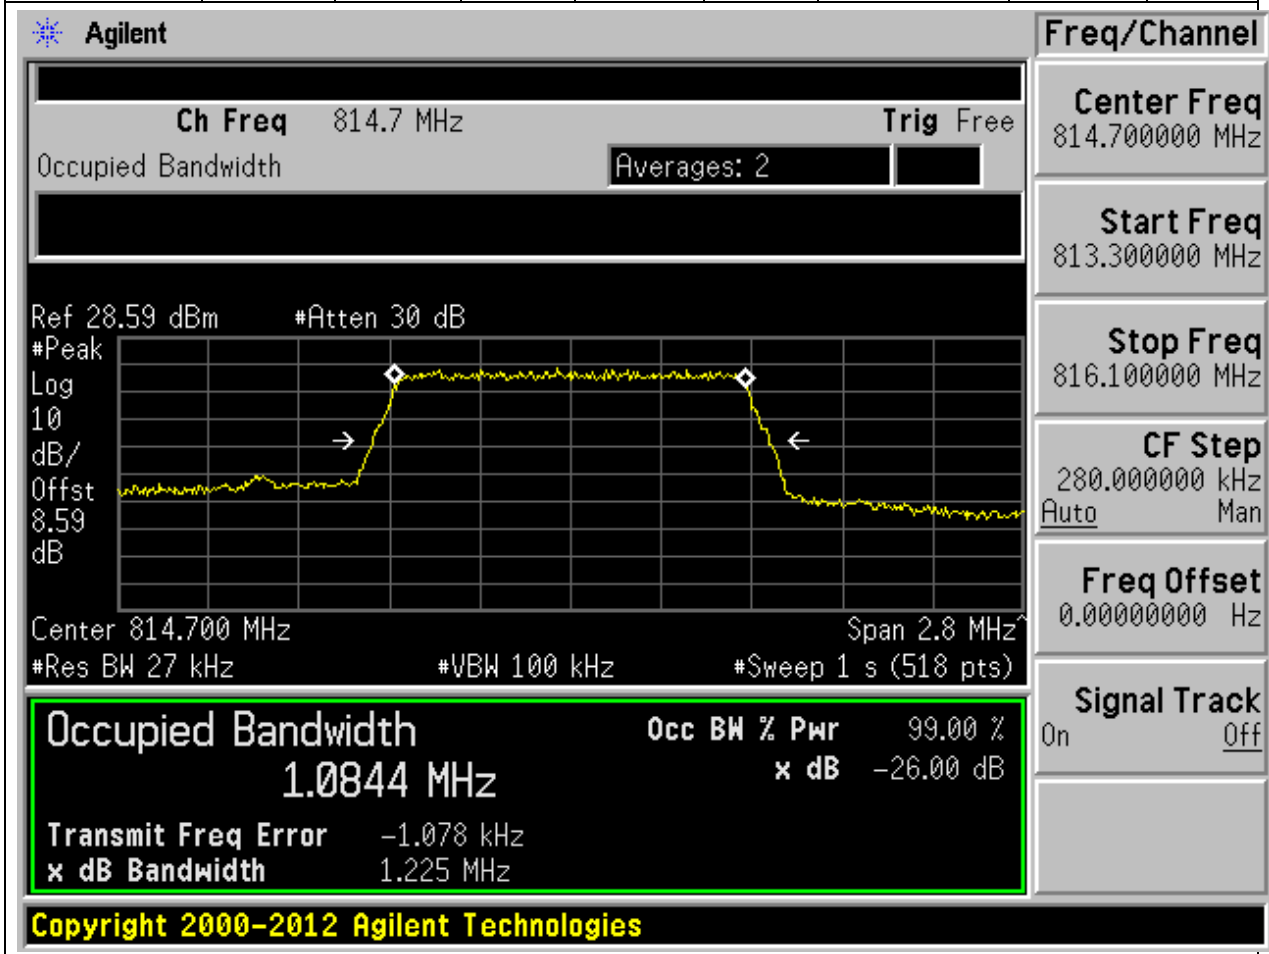 Agilent
Freq/Channel
Ch Freq 814.7 MHz Trig Free
Occupied Bandwidth Averages: 2
Center Freq
814.700000 MHz
Start Freq
813.300000 MHz
Stop Freq
816.100000 MHz
CF Step
280.000000 kHz
Auto Man
Freq Offset
0.00000000 Hz
Signal Track
On Off
Ref 28.59 dBm #Atten 30 dB
#Peak
Log
10
dB/
Offst
8.59
dB
Center 814.700 MHz Span 2.8 MHz^
#Res BW 27 kHz #VBW 100 kHz #Sweep 1 s (518 pts)
Occupied Bandwidth Occ BW % Pwr 99.00 %
1.0844 MHz x dB -26.00 dB
Transmit Freq Error -1.078 kHz
x dB Bandwidth 1.225 MHz
Copyright 2000-2012 Agilent Technologies